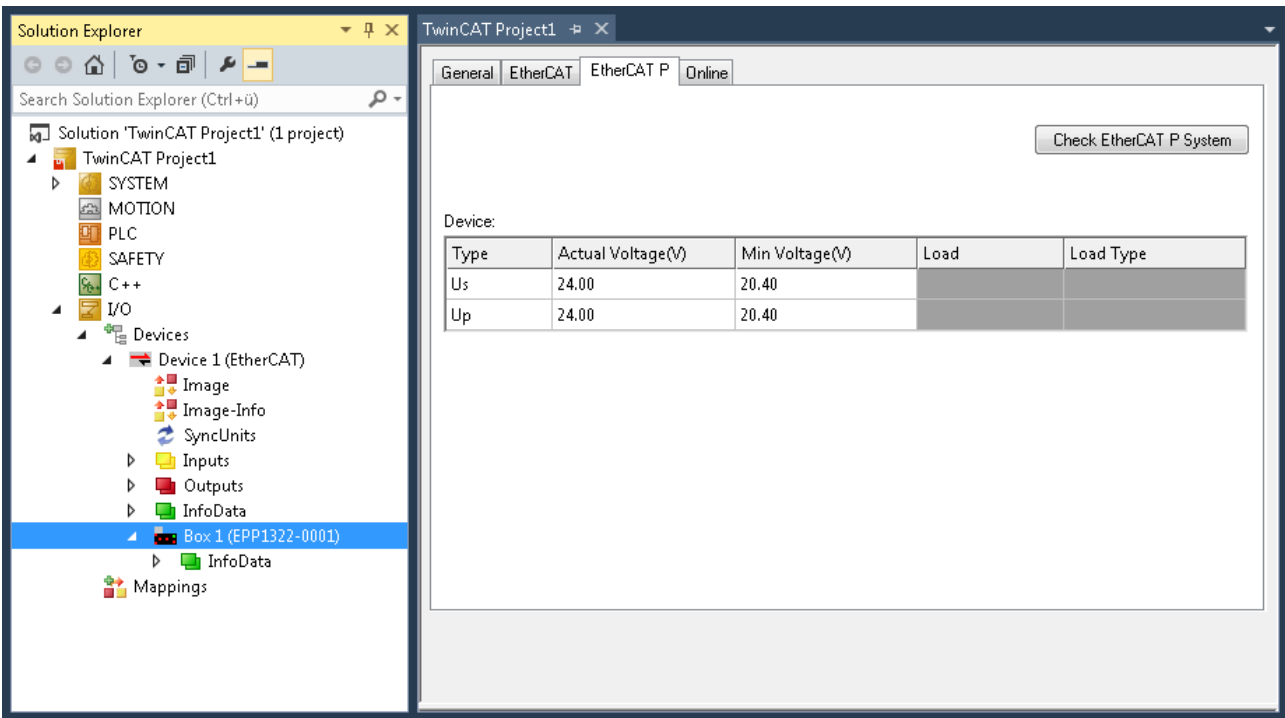 Solution Explorer
Search Solution Explorer (Ctrl+ü)
Solution 'TwinCAT Project1' (1 project)
TwinCAT Project1
SYSTEM
MOTION
PLC
SAFETY
C++
I/O
Devices
Device 1 (EtherCAT)
Image
Image-Info
SyncUnits
Inputs
Outputs
InfoData
Box 1 (EPP1322-0001)
InfoData
Mappings
TwinCAT Project1
General EtherCAT EtherCAT P Online
Check EtherCAT P System
Device:
Type Actual Voltage(V) Min Voltage(V) Load Load Type
Us 24.00 20.40
Up 24.00 20.40